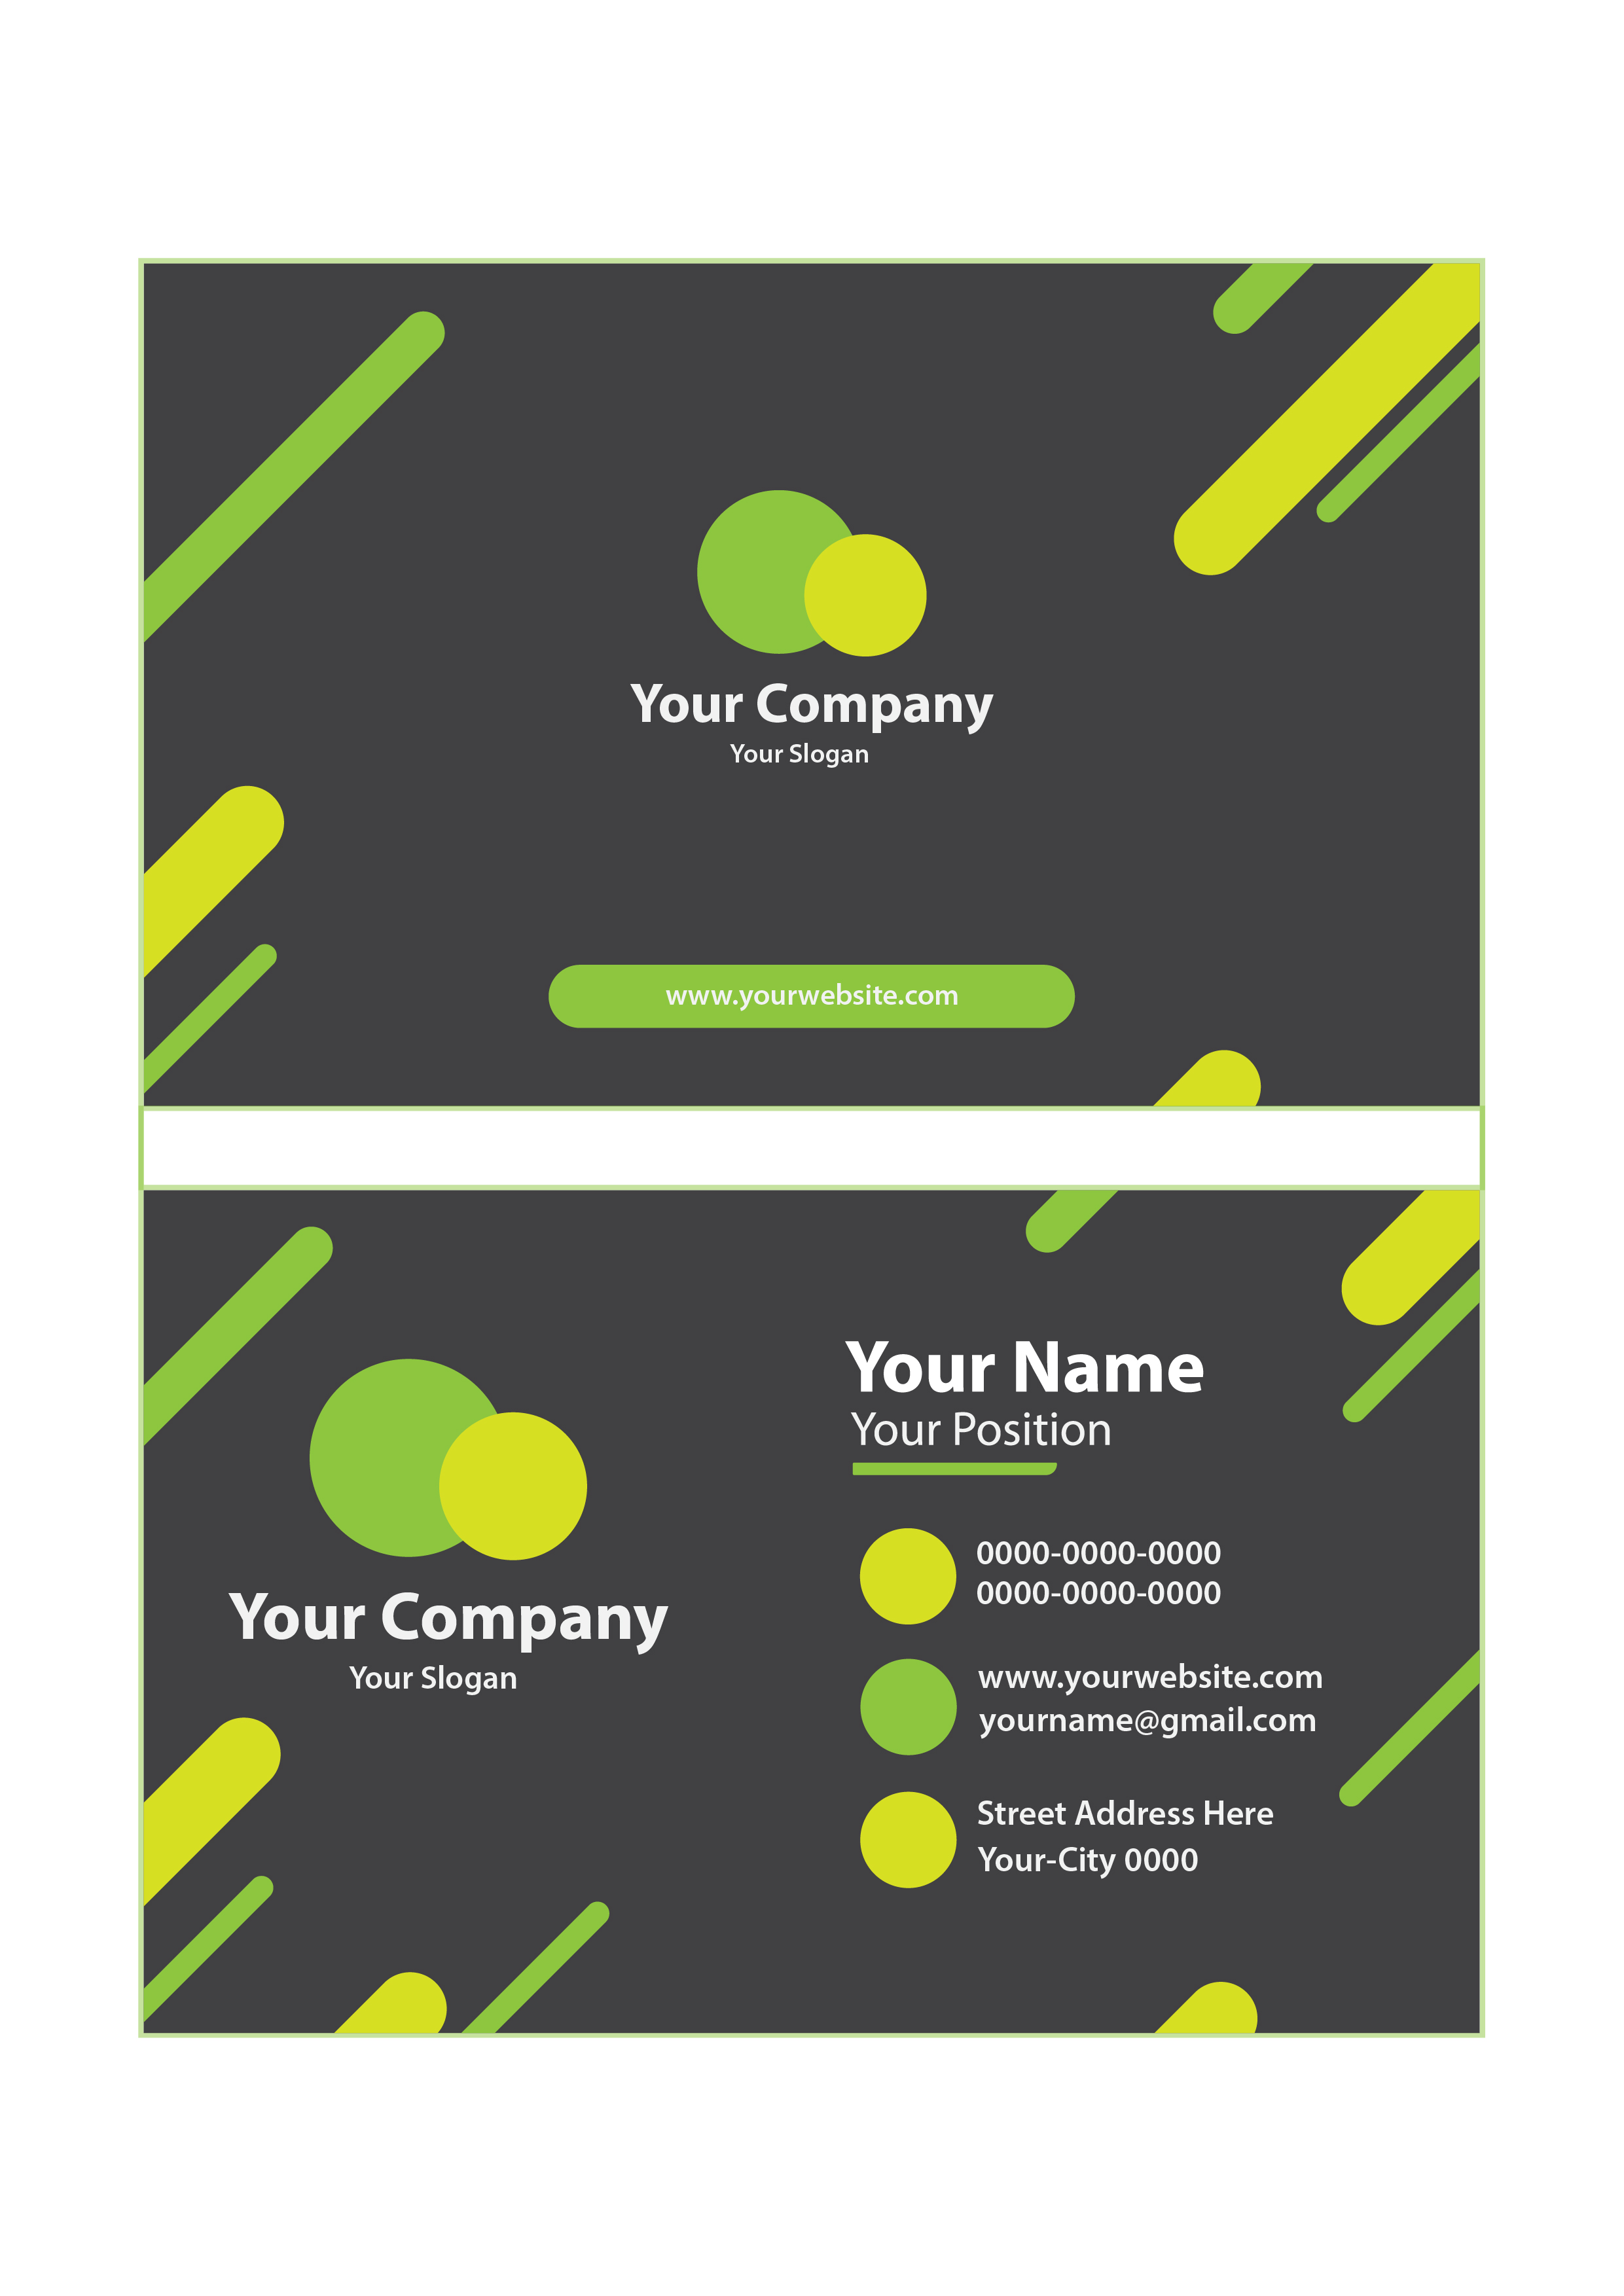 Your Company
Your Slogan
www.yourwebsite.com
Your Company
Your Slogan
Your Name
Your Position
0000-0000-0000
0000-0000-0000
www.yourwebsite.com
yourname@gmail.com
Street Address Here
Your-City 0000